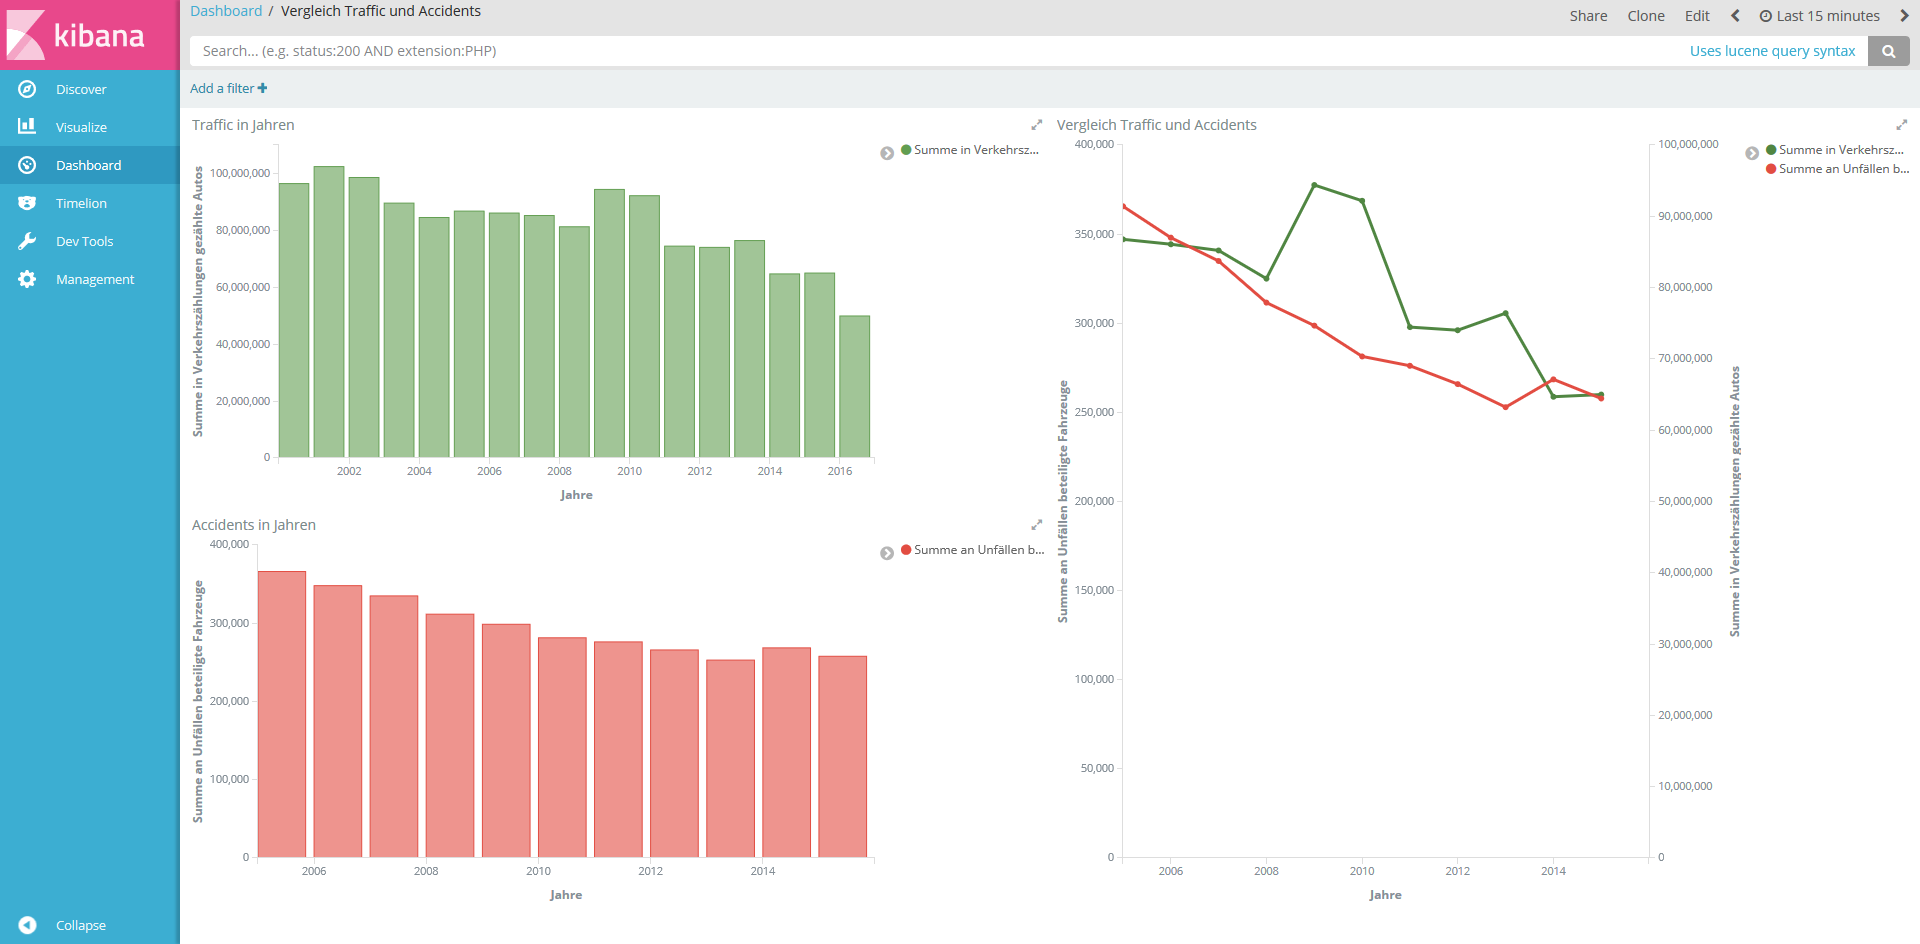 kibana
Discover
Visualize
Dashboard
Timelion
Dev Tools
Management
Collapse
Dashboard / Vergleich Traffic und Accidents
Share Clone Edit Last 15 minutes
Search... (e.g. status:200 AND extension:PHP)
Uses lucene query syntax
Add a filter
Traffic in Jahren
Summe in Verkehrszählungen gezählte Autos
100,000,000
80,000,000
60,000,000
40,000,000
20,000,000
0
2002 2004 2006 2008 2010 2012 2014 2016
Jahre
Summe in Verkehrsz...
Accidents in Jahren
Summe an Unfällen beteiligte Fahrzeuge
400,000
300,000
200,000
100,000
0
2006 2008 2010 2012 2014
Jahre
Summe an Unfällen b...
Vergleich Traffic und Accidents
Summe an Unfällen beteiligte Fahrzeuge
400,000
350,000
300,000
250,000
200,000
150,000
100,000
50,000
0
2006 2008 2010 2012 2014
Jahre
100,000,000
90,000,000
80,000,000
70,000,000
60,000,000
50,000,000
40,000,000
30,000,000
20,000,000
10,000,000
0
Summe in Verkehrszählungen gezählte Autos
Summe in Verkehrsz...
Summe an Unfällen b...